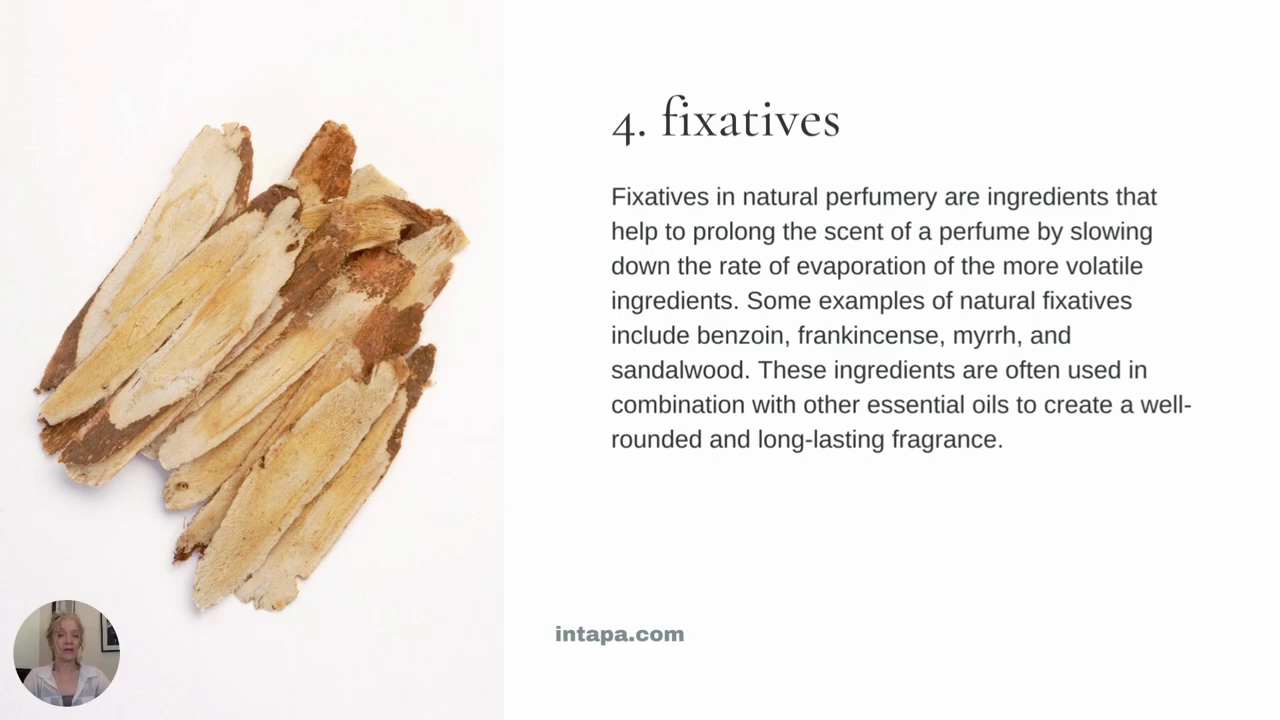 4. fixatives
Fixatives in natural perfumery are ingredients that
help to prolong the scent of a perfume by slowing
down the rate of evaporation of the more volatile
ingredients. Some examples of natural fixatives
include benzoin, frankincense, myrrh, and
sandalwood. These ingredients are often used in
combination with other essential oils to create a well-
rounded and long-lasting fragrance.
intapa.com